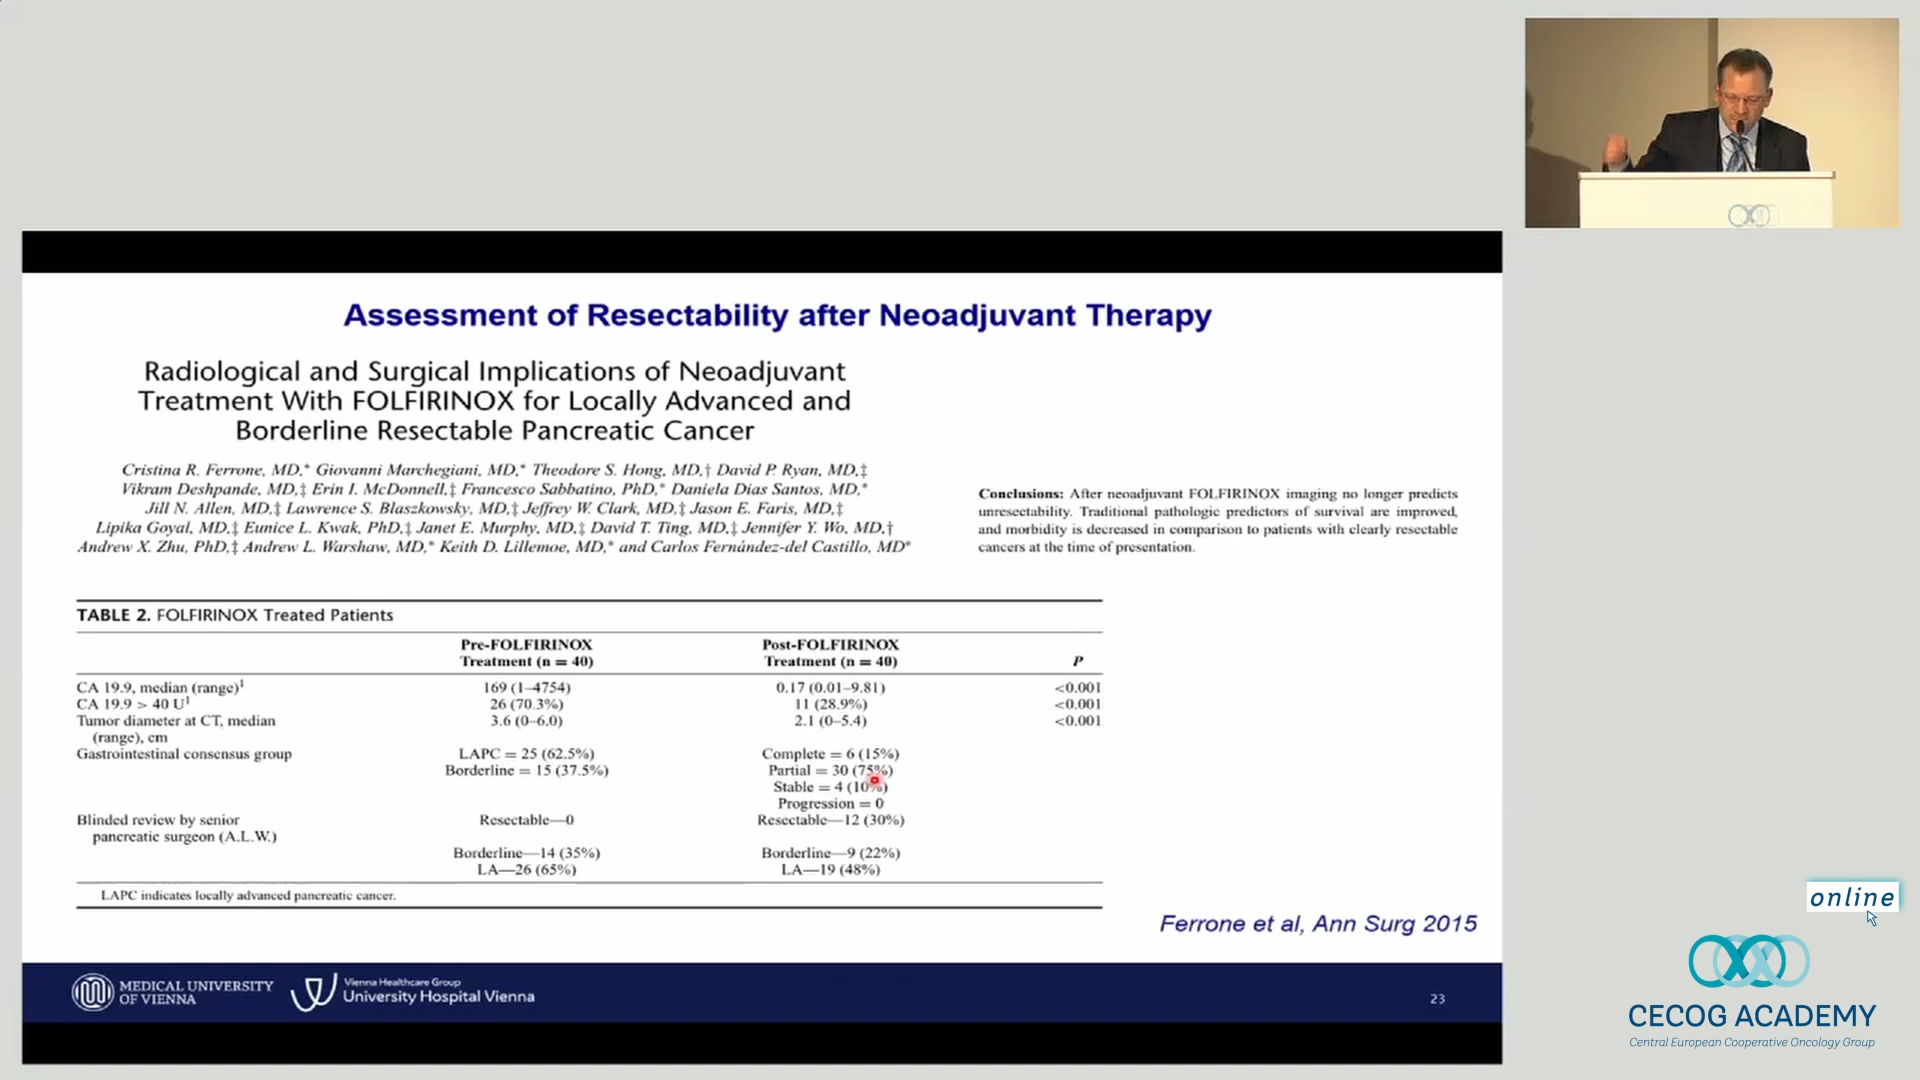 Assessment of Resectability after Neoadjuvant Therapy
Radiological and Surgical Implications of Neoadjuvant
Treatment With FOLFIRINOX for Locally Advanced and
Borderline Resectable Pancreatic Cancer
Cristina R. Ferrone, MD,* Giovanni Marchegiani, MD,* Theodore S. Hong, MD,† David P. Ryan, MD,‡
Vikram Deshpande, MD,‡ Erin I. McDonnell,‡ Francesco Sabbatino, PhD,* Daniela Dias Santos, MD,*
Jill N. Allen, MD,‡ Lawrence S. Blaszkowsky, MD,‡ Jeffrey W. Clark, MD,‡ Jason E. Faris, MD,‡
Lipika Goyal, MD,‡ Eunice L. Kwak, PhD,‡ Janet E. Murphy, MD,‡ David T. Ting, MD,‡ Jennifer Y. Wo, MD,†
Andrew X. Zhu, PhD,‡ Andrew L. Warshaw, MD,* Keith D. Lillemoe, MD,* and Carlos Fernández-del Castillo, MD*
Conclusions: After neoadjuvant FOLFIRINOX imaging no longer predicts
unresectability. Traditional pathologic predictors of survival are improved,
and morbidity is decreased in comparison to patients with clearly resectable
cancers at the time of presentation.
TABLE 2. FOLFIRINOX Treated Patients
Pre-FOLFIRINOX Post-FOLFIRINOX
Treatment (n = 40) Treatment (n = 40) P
CA 19.9, median (range)¹ 169 (1–4754) 0.17 (0.01–9.81) <0.001
CA 19.9 > 40 U¹ 26 (70.3%) 11 (28.9%) <0.001
Tumor diameter at CT, median 3.6 (0–6.0) 2.1 (0–5.4) <0.001
(range), cm
Gastrointestinal consensus group LAPC = 25 (62.5%) Complete = 6 (15%)
Borderline = 15 (37.5%) Partial = 30 (75%)
Stable = 4 (10%)
Progression = 0
Blinded review by senior Resectable—0 Resectable—12 (30%)
pancreatic surgeon (A.L.W.)
Borderline—14 (35%) Borderline—9 (22%)
LA—26 (65%) LA—19 (48%)
LAPC indicates locally advanced pancreatic cancer.
Ferrone et al, Ann Surg 2015
MEDICAL UNIVERSITY
OF VIENNA
Vienna Healthcare Group
University Hospital Vienna
23
online
CECOG ACADEMY
Central European Cooperative Oncology Group